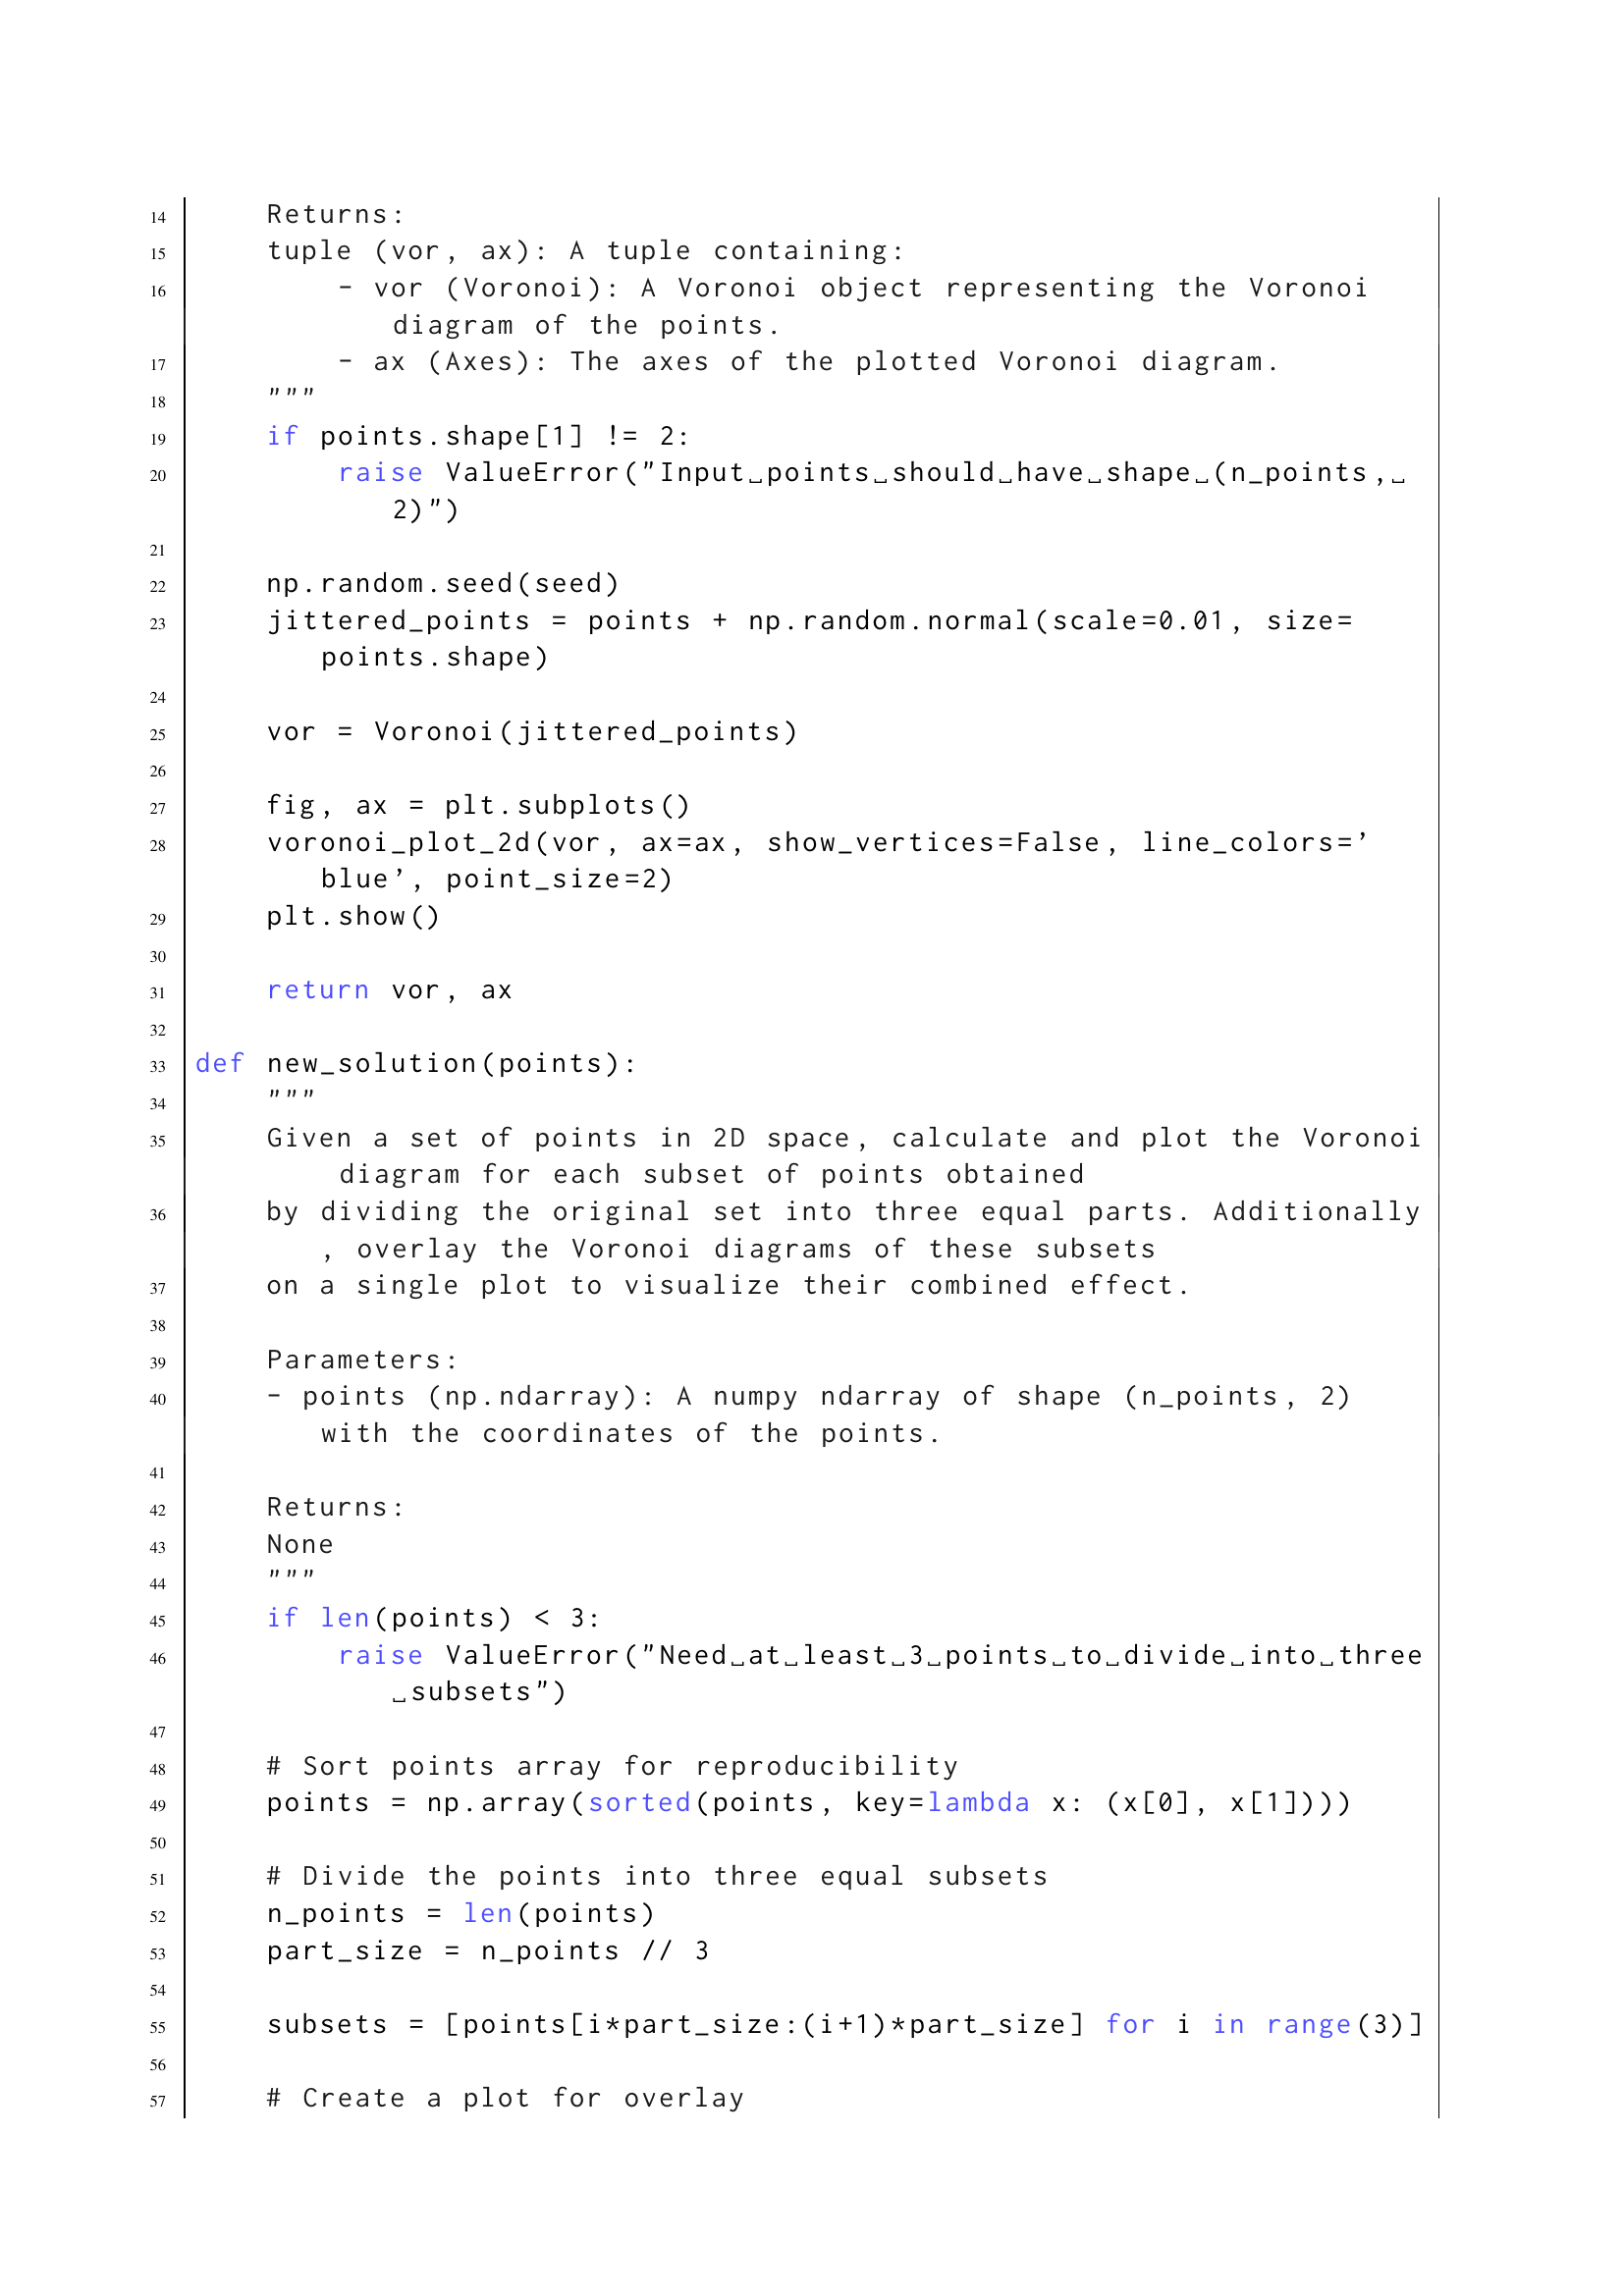 14 Returns:
15 tuple (vor, ax): A tuple containing:
16 - vor (Voronoi): A Voronoi object representing the Voronoi
diagram of the points.
17 - ax (Axes): The axes of the plotted Voronoi diagram.
18 """
19 if points.shape[1] != 2:
20 raise ValueError("Input␣points␣should␣have␣shape␣(n_points,␣
2)")
21
22 np.random.seed(seed)
23 jittered_points = points + np.random.normal(scale=0.01, size=
points.shape)
24
25 vor = Voronoi(jittered_points)
26
27 fig, ax = plt.subplots()
28 voronoi_plot_2d(vor, ax=ax, show_vertices=False, line_colors=’
blue’, point_size=2)
29 plt.show()
30
31 return vor, ax
32
33 def new_solution(points):
34 """
35 Given a set of points in 2D space, calculate and plot the Voronoi
diagram for each subset of points obtained
36 by dividing the original set into three equal parts. Additionally
, overlay the Voronoi diagrams of these subsets
37 on a single plot to visualize their combined effect.
38
39 Parameters:
40 - points (np.ndarray): A numpy ndarray of shape (n_points, 2)
with the coordinates of the points.
41
42 Returns:
43 None
44 """
45 if len(points) < 3:
46 raise ValueError("Need␣at␣least␣3␣points␣to␣divide␣into␣three
␣subsets")
47
48 # Sort points array for reproducibility
49 points = np.array(sorted(points, key=lambda x: (x[0], x[1])))
50
51 # Divide the points into three equal subsets
52 n_points = len(points)
53 part_size = n_points // 3
54
55 subsets = [points[i*part_size:(i+1)*part_size] for i in range(3)]
56
57 # Create a plot for overlay